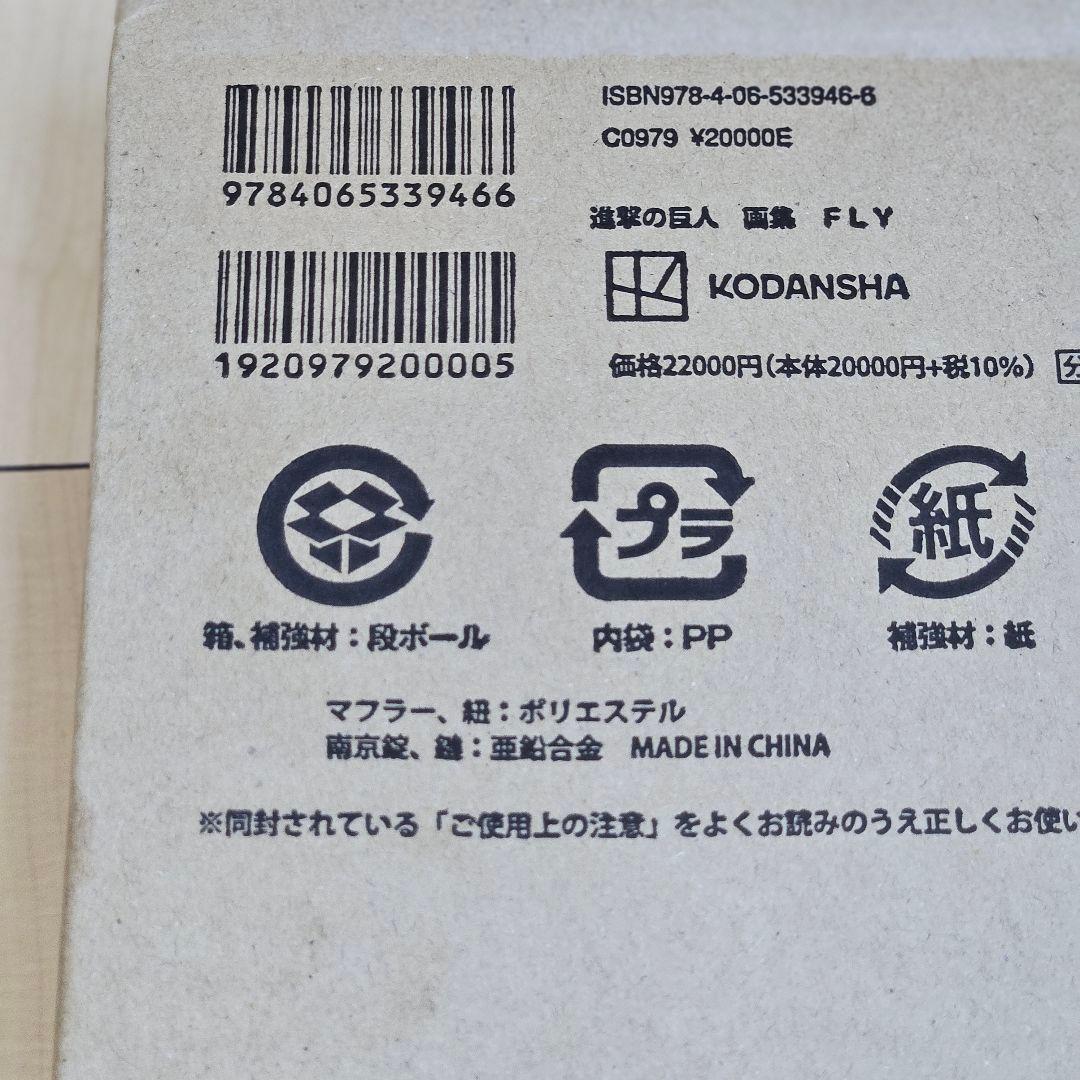 ISBN978-4-06-533946-6
C0979 ¥20000E
9784065339466
進撃の巨人 画集 FLY
KODANSHA
1920979200005
価格22000円(本体20000円+税10%) 分
プラ
紙
箱、補強材:段ボール
内袋:PP
補強材:紙
マフラー、紐:ポリエステル
南京錠、鍵:亜鉛合金 MADE IN CHINA
※同封されている「ご使用上の注意」をよくお読みのうえ正しくお使い